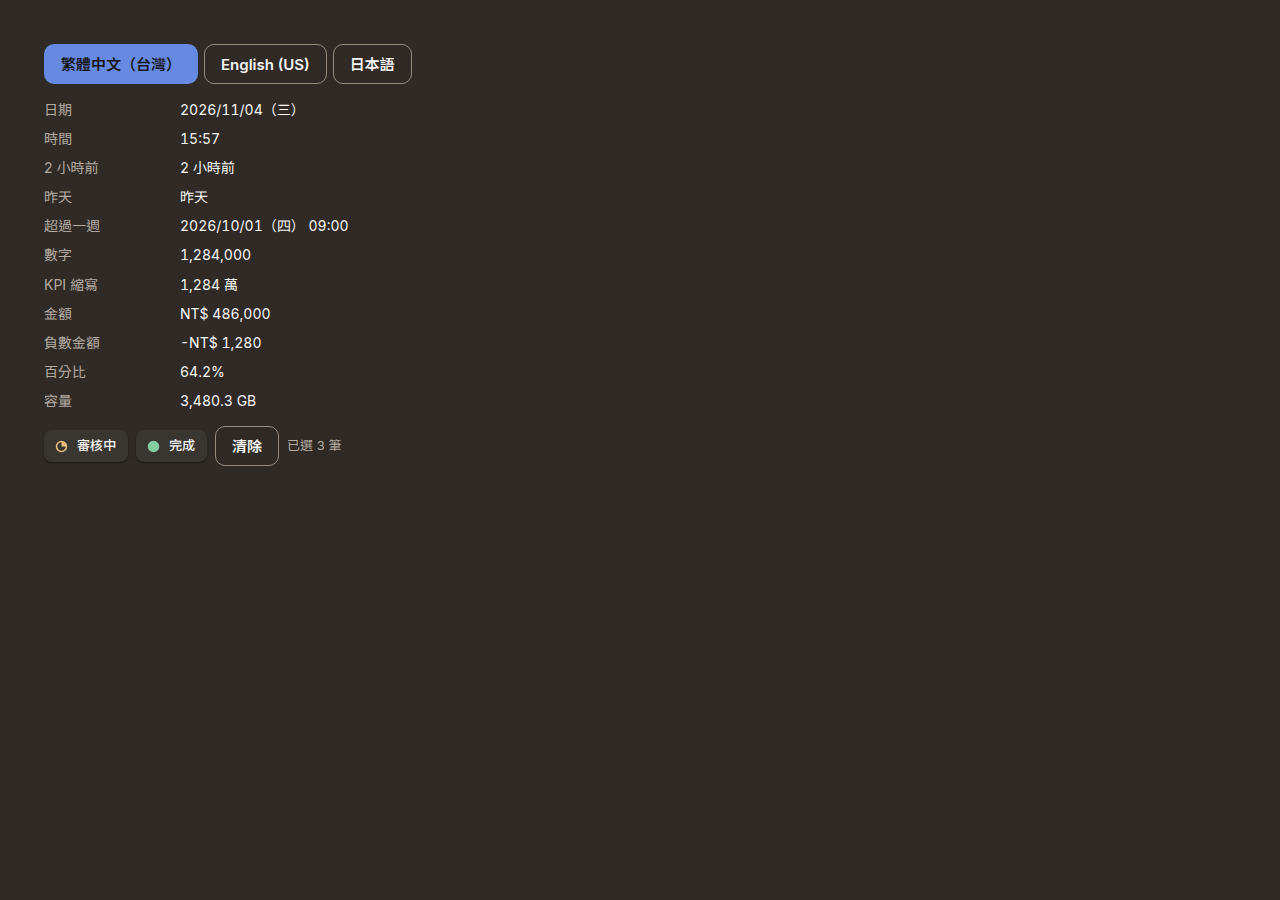 繁體中文（台灣） English (US) 日本語
日期 2026/11/04（三）
時間 15:57
2 小時前 2 小時前
昨天 昨天
超過一週 2026/10/01（四） 09:00
數字 1,284,000
KPI 縮寫 1,284 萬
金額 NT$ 486,000
負數金額 -NT$ 1,280
百分比 64.2%
容量 3,480.3 GB
審核中 完成 清除 已選 3 筆